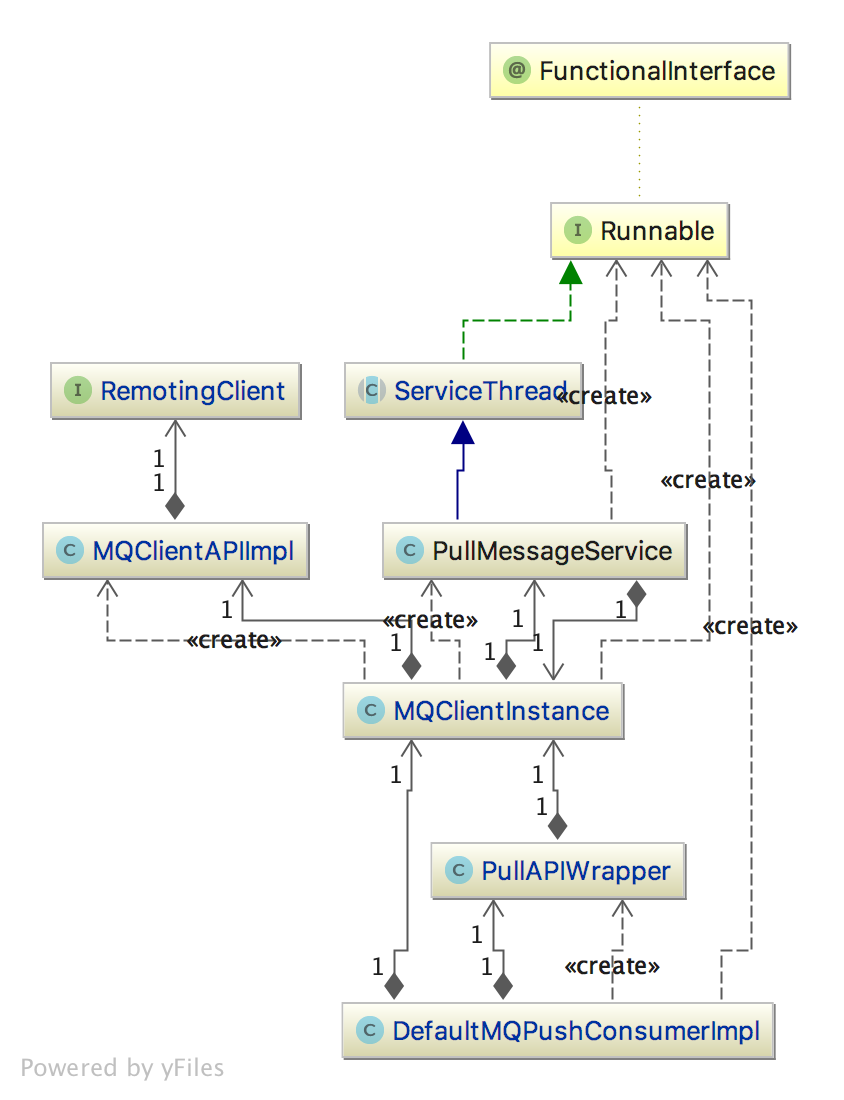 @ FunctionalInterface
I Runnable
I RemotingClient
C ServiceThread
«create»
1
1
«create»
C MQClientAPIImpl
C PullMessageService
1
1
1
«create»
«create»
1
1
1
1
«create»
C MQClientInstance
1
1
1
C PullAPIWrapper
1
1
1
«create»
C DefaultMQPushConsumerImpl
Powered by yFiles